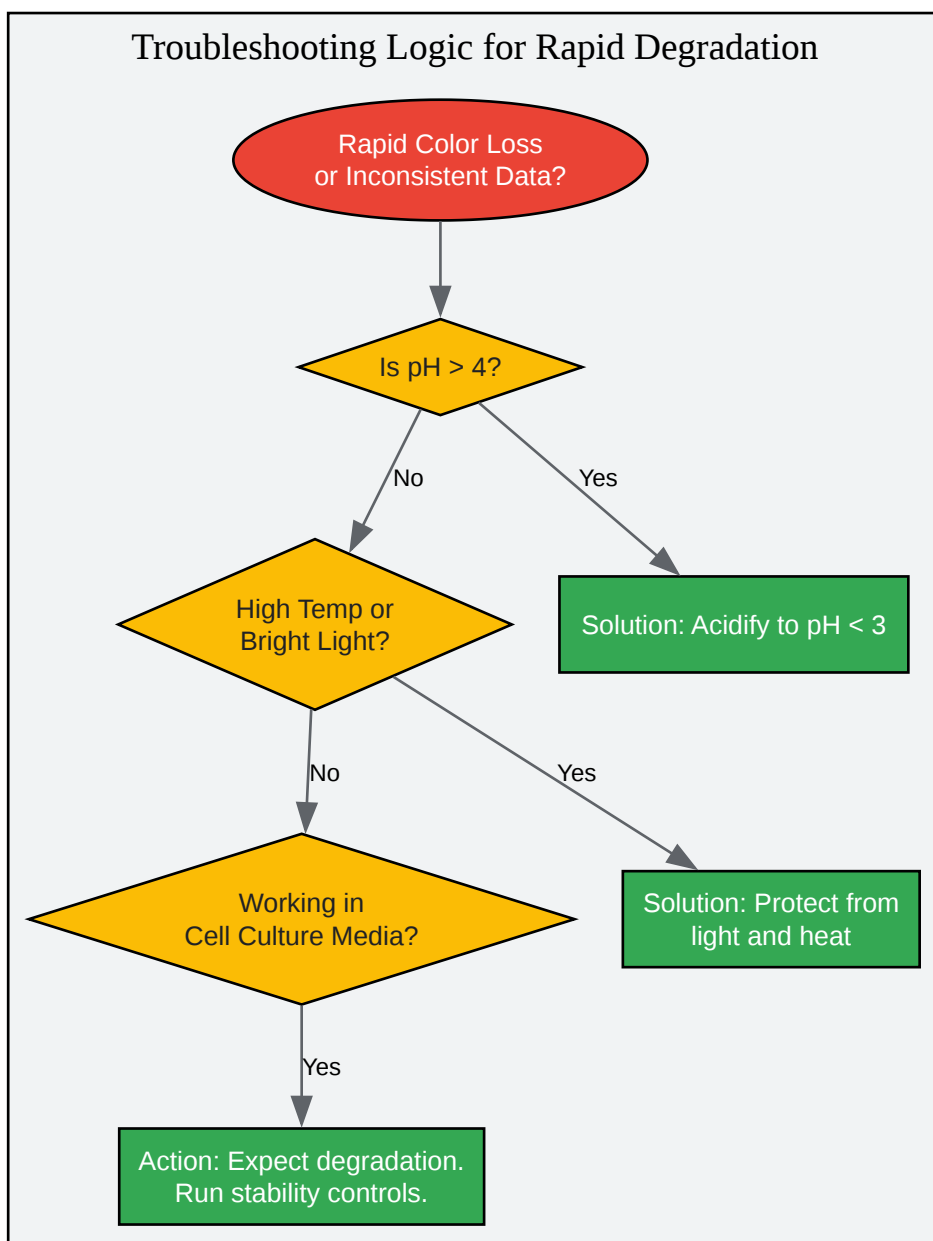 Troubleshooting Logic for Rapid Degradation
Rapid Color Loss
or Inconsistent Data?
Is pH > 4?
No
Yes
High Temp or
Bright Light?
Solution: Acidify to pH < 3
No
Yes
Working in
Cell Culture Media?
Solution: Protect from
light and heat
Yes
Action: Expect degradation.
Run stability controls.